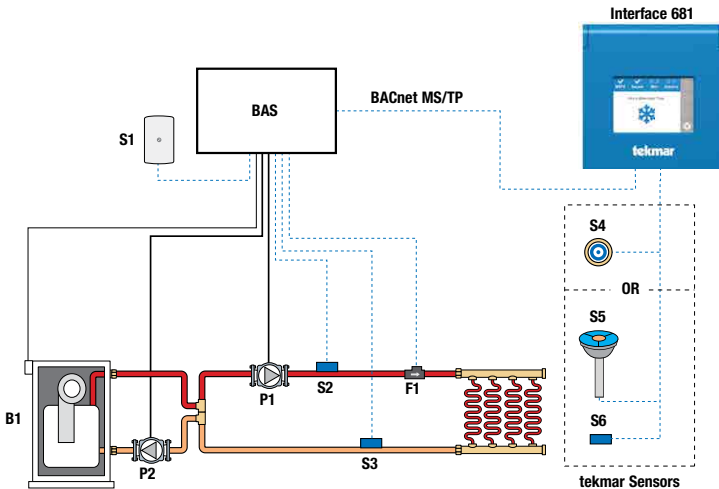 Interface 681
BAS
BACnet MS/TP
S1
tekmar
S4
OR
S5
S6
P1
S2
F1
B1
P2
S3
tekmar Sensors